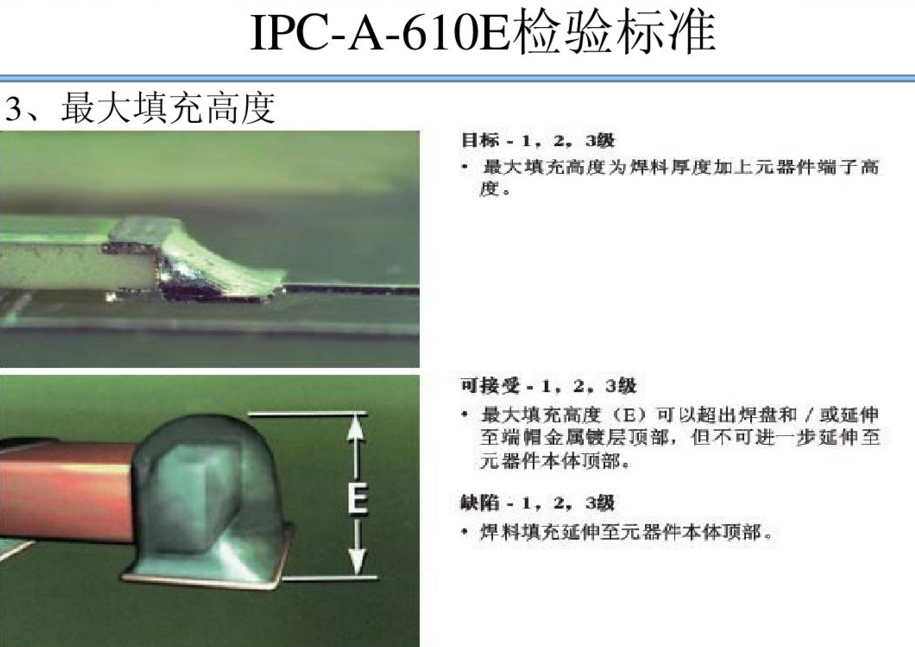 IPC-A-610E检验标准
3、最大填充高度
目标 - 1，2，3级
• 最大填充高度为焊料厚度加上元器件端子高
度。
可接受 - 1，2，3级
• 最大填充高度（E）可以超出焊盘和 / 或延伸
至端帽金属镀层顶部，但不可进一步延伸至
元器件本体顶部。
E
缺陷 - 1，2，3级
• 焊料填充延伸至元器件本体顶部。